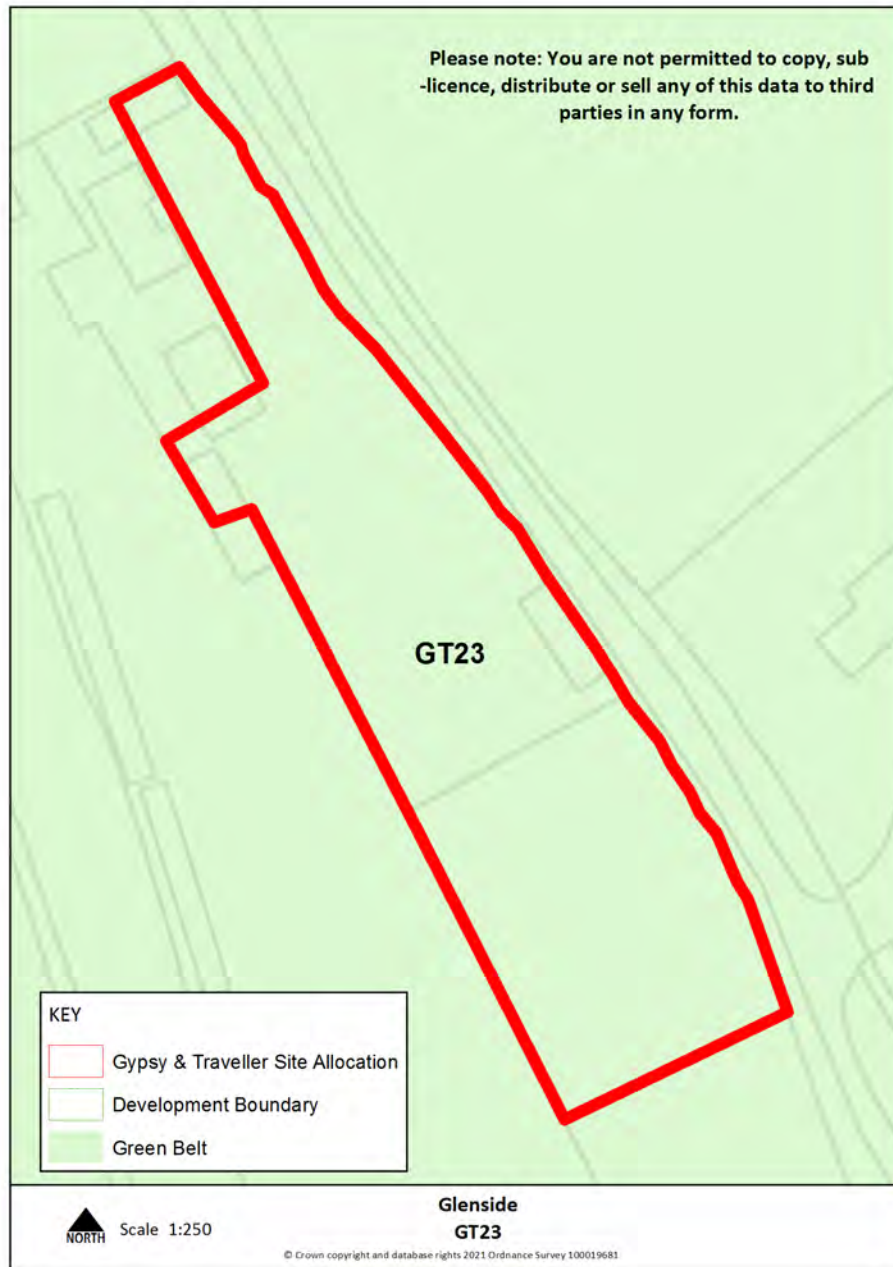 Please note: You are not permitted to copy, sub
-licence, distribute or sell any of this data to third
parties in any form.
GT23
KEY
Gypsy & Traveller Site Allocation
Development Boundary
Green Belt
NORTH
Scale 1:250
Glenside
GT23
© Crown copyright and database rights 2021 Ordnance Survey 100019681